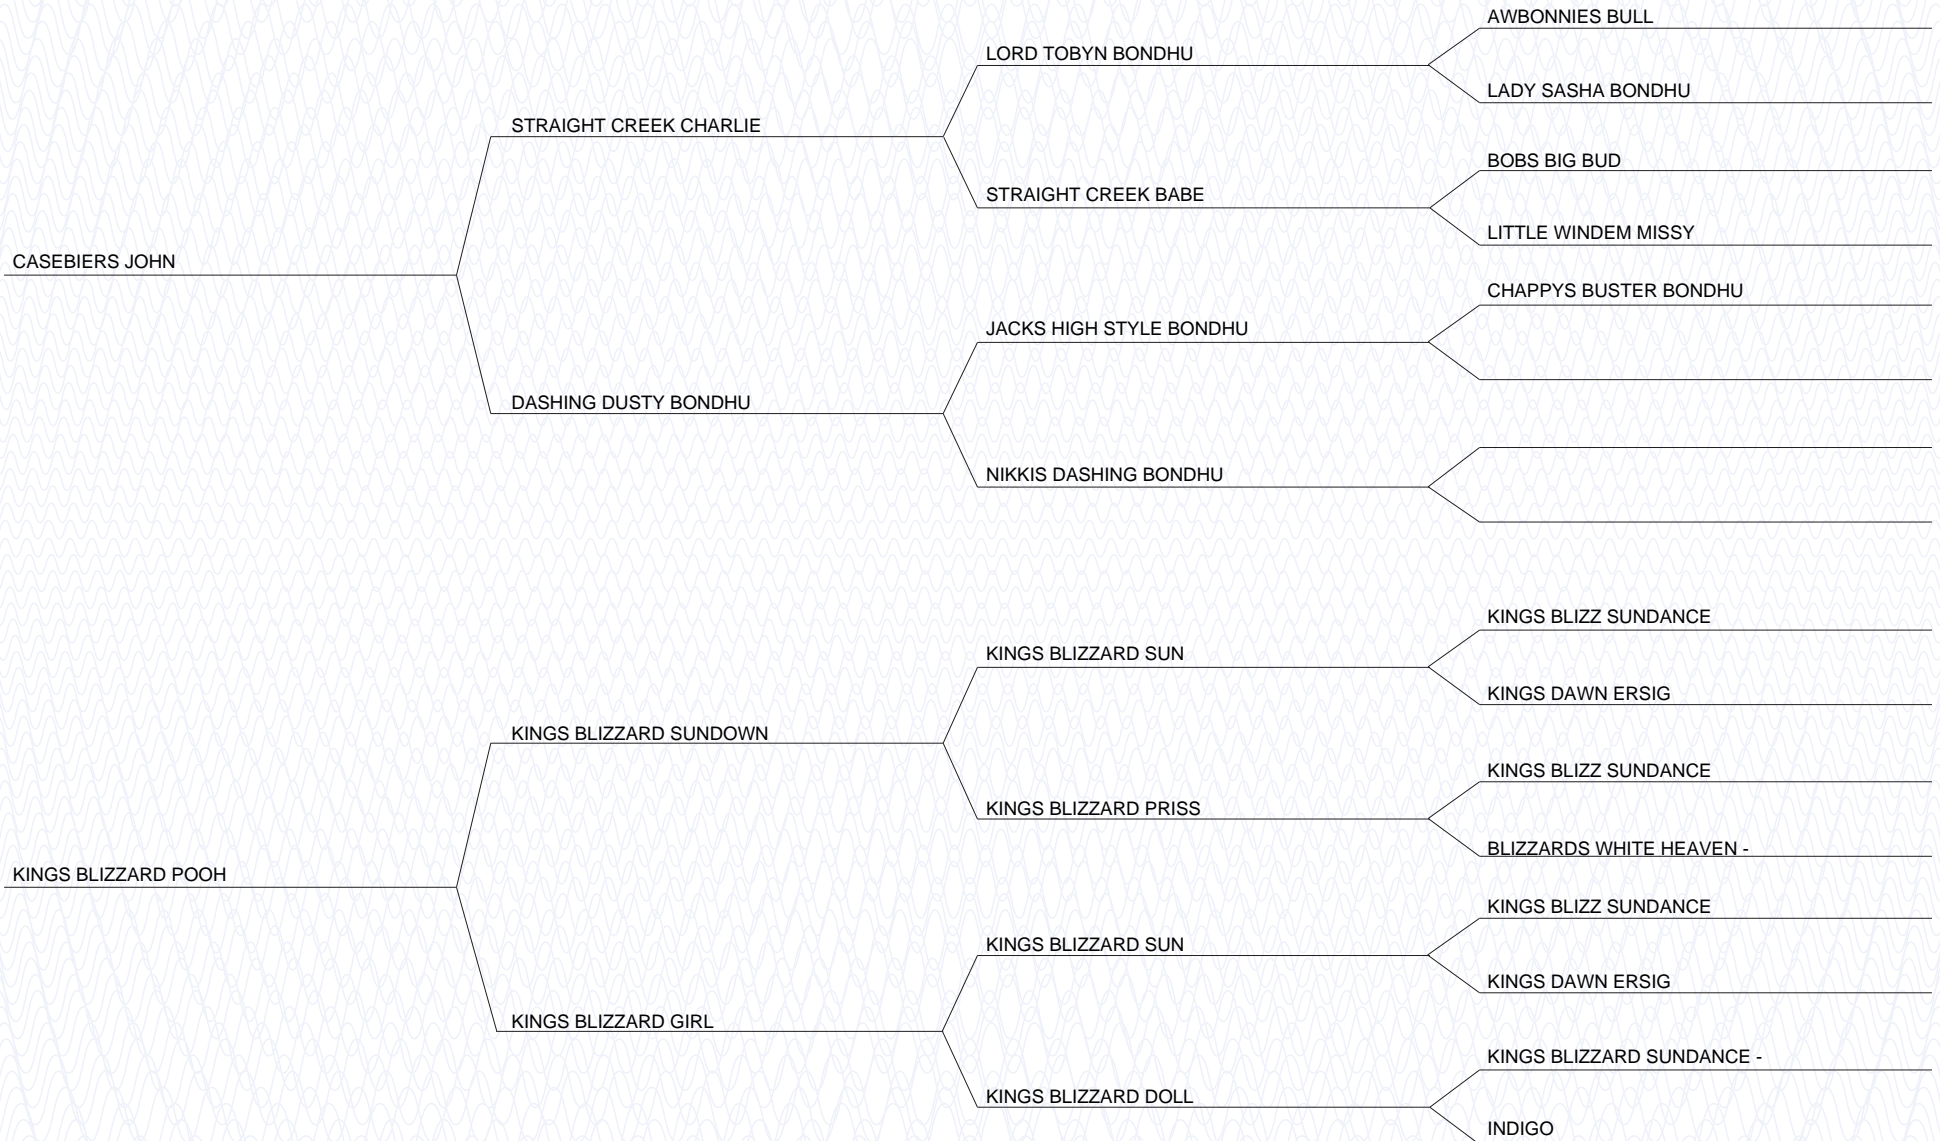 AWBONNIES BULL
LORD TOBYN BONDHU
LADY SASHA BONDHU
STRAIGHT CREEK CHARLIE
BOBS BIG BUD
STRAIGHT CREEK BABE
LITTLE WINDEM MISSY
CASEBIERS JOHN
CHAPPYS BUSTER BONDHU
JACKS HIGH STYLE BONDHU
DASHING DUSTY BONDHU
NIKKIS DASHING BONDHU
KINGS BLIZZ SUNDANCE
KINGS BLIZZARD SUN
KINGS DAWN ERSIG
KINGS BLIZZARD SUNDOWN
KINGS BLIZZ SUNDANCE
KINGS BLIZZARD PRISS
BLIZZARDS WHITE HEAVEN -
KINGS BLIZZARD POOH
KINGS BLIZZ SUNDANCE
KINGS BLIZZARD SUN
KINGS DAWN ERSIG
KINGS BLIZZARD GIRL
KINGS BLIZZARD SUNDANCE -
KINGS BLIZZARD DOLL
INDIGO